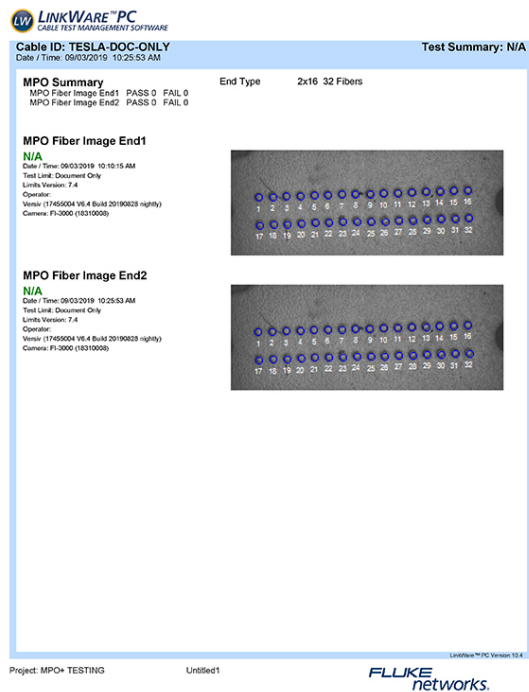 LW LINKWARE™PC
CABLE TEST MANAGEMENT SOFTWARE
Cable ID: TESLA-DOC-ONLY
Test Summary: N/A
Date / Time: 09/03/2019 10:25:53 AM
MPO Summary
End Type 2x16 32 Fibers
MPO Fiber Image End1 PASS 0 FAIL 0
MPO Fiber Image End2 PASS 0 FAIL 0
MPO Fiber Image End1
N/A
Date / Time: 09/03/2019 10:10:15 AM
Test Limit: Document Only
Limits Version: 7.4
Operator:
Versiv (17455004 V6.4 Build 20190828 nightly)
Camera: FI-3000 (18310008)
1 2 3 4 5 6 7 8 9 10 11 12 13 14 15 16
17 18 19 20 21 22 23 24 25 26 27 28 29 30 31 32
MPO Fiber Image End2
N/A
Date / Time: 09/03/2019 10:25:53 AM
Test Limit: Document Only
Limits Version: 7.4
Operator:
Versiv (17455004 V6.4 Build 20190828 nightly)
Camera: FI-3000 (18310008)
1 2 3 4 5 6 7 8 9 10 11 12 13 14 15 16
17 18 19 20 21 22 23 24 25 26 27 28 29 30 31 32
LinkWare™ PC Version 10.4
Project: MPO+ TESTING
Untitled1
FLUKE
networks.